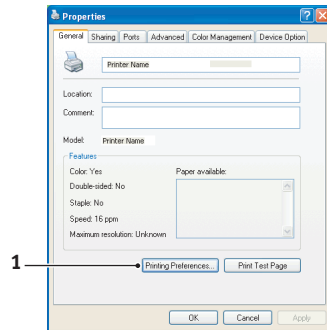 Properties
General Sharing Ports Advanced Color Management Device Option
Printer Name
Location:
Comment:
Model: Printer Name
Features
Color: Yes Paper available:
Double-sided: No
Staple: No
Speed: 16 ppm
Maximum resolution: Unknown
1 Printing Preferences... Print Test Page
OK Cancel Apply